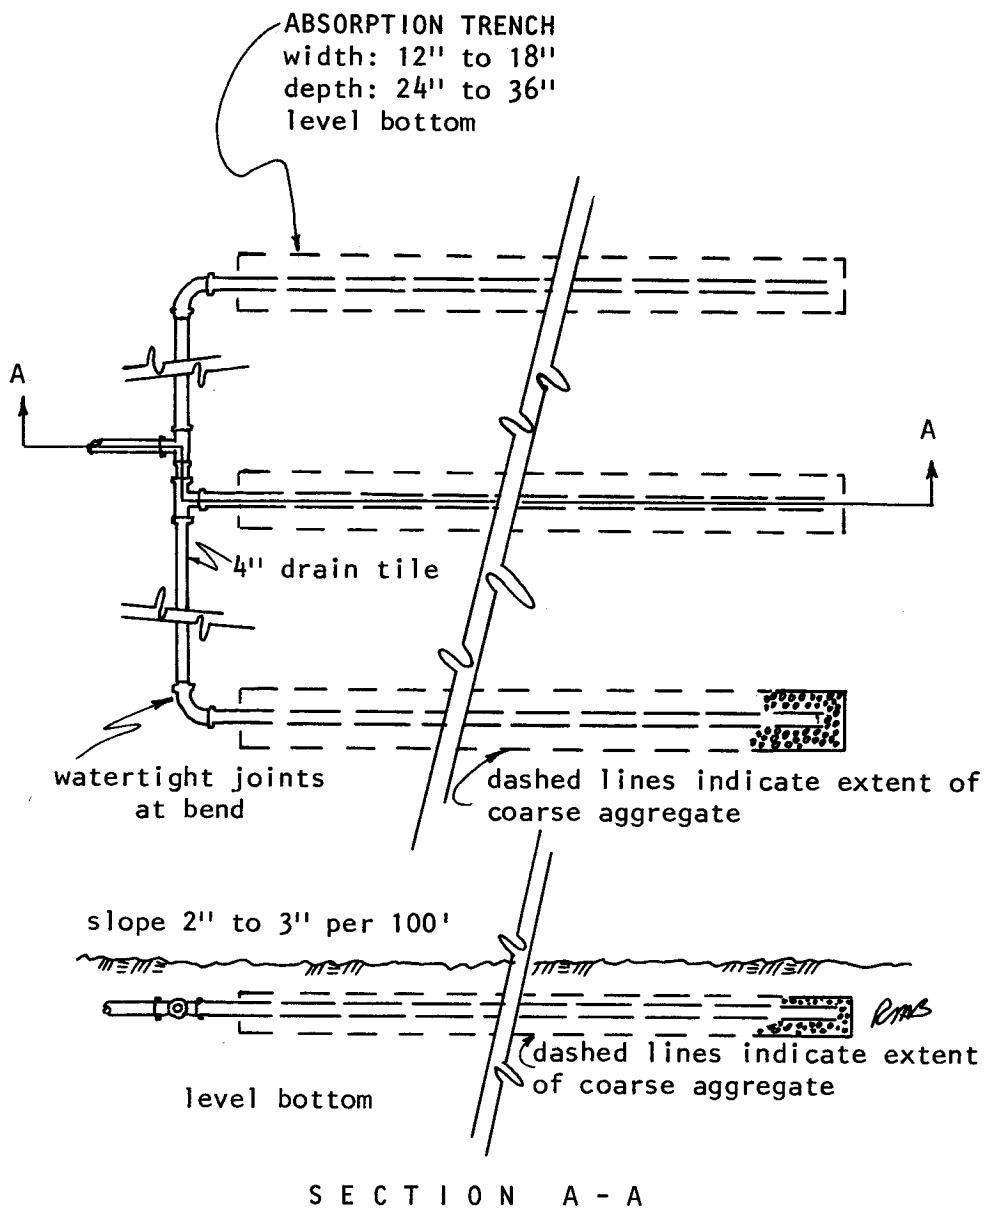 ABSORPTION TRENCH
width: 12" to 18"
depth: 24" to 36"
level bottom
A
A
4" drain tile
watertight joints
at bend
dashed lines indicate extent of
coarse aggregate
slope 2" to 3" per 100'
RMB
dashed lines indicate extent
of coarse aggregate
level bottom
SECTION A-A